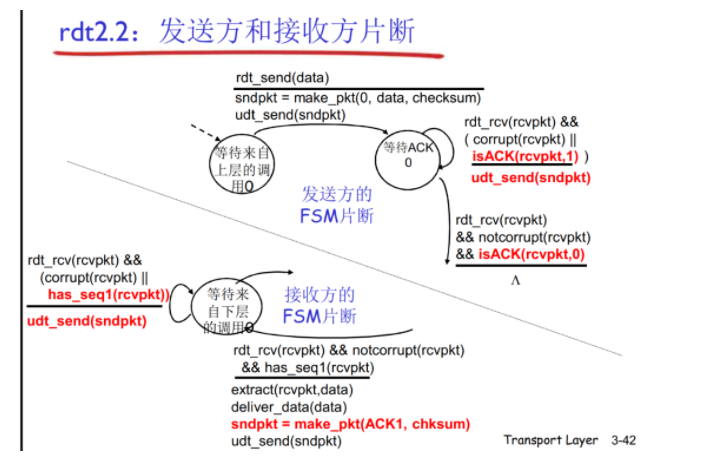 rdt2.2：发送方和接收方片断
rdt_send(data)
sndpkt = make_pkt(0, data, checksum)
udt_send(sndpkt)
等待来自
上层的调
用0
等待ACK
0
rdt_rcv(rcvpkt) &&
( corrupt(rcvpkt) ||
isACK(rcvpkt,1) )
udt_send(sndpkt)
发送方的
FSM片断
rdt_rcv(rcvpkt)
&& notcorrupt(rcvpkt)
&& isACK(rcvpkt,0)
Λ
rdt_rcv(rcvpkt) &&
(corrupt(rcvpkt) ||
has_seq1(rcvpkt))
udt_send(sndpkt)
等待来
自下层
的调用0
接收方的
FSM片断
rdt_rcv(rcvpkt) && notcorrupt(rcvpkt)
&& has_seq1(rcvpkt)
extract(rcvpkt,data)
deliver_data(data)
sndpkt = make_pkt(ACK1, chksum)
udt_send(sndpkt)
Transport Layer 3-42